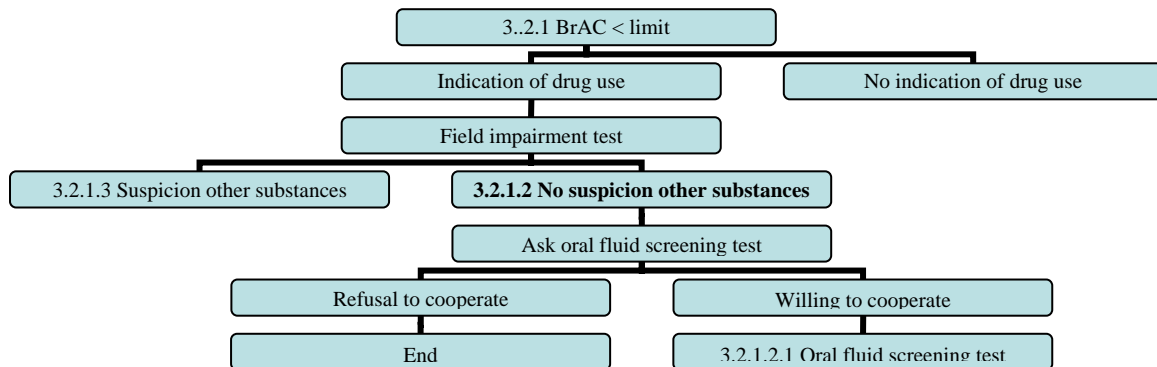 3..2.1 BrAC < limit
Indication of drug use
No indication of drug use
Field impairment test
3.2.1.3 Suspicion other substances
3.2.1.2 No suspicion other substances
Ask oral fluid screening test
Refusal to cooperate
Willing to cooperate
End
3.2.1.2.1 Oral fluid screening test